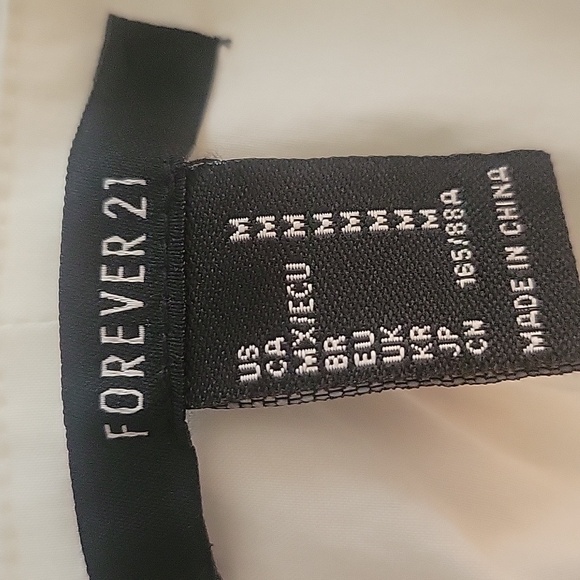 FOREVER 21
US M
CA M
MX/ECU M
BR M
EU M
UK M
KR M
JP M
CN 165/88A
MADE IN CHINA